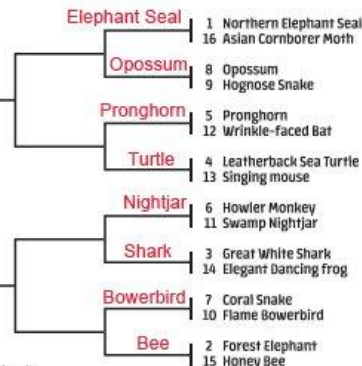 Elephant Seal
1 Northern Elephant Seal
16 Asian Cornborer Moth
Opossum
8 Opossum
9 Hognose Snake
Pronghorn
5 Pronghorn
12 Wrinkle-faced Bat
Turtle
4 Leatherback Sea Turtle
13 Singing mouse
Nightjar
6 Howler Monkey
11 Swamp Nightjar
Shark
3 Great White Shark
14 Elegant Dancing frog
Bowerbird
7 Coral Snake
10 Flame Bowerbird
Bee
2 Forest Elephant
15 Honey Bee